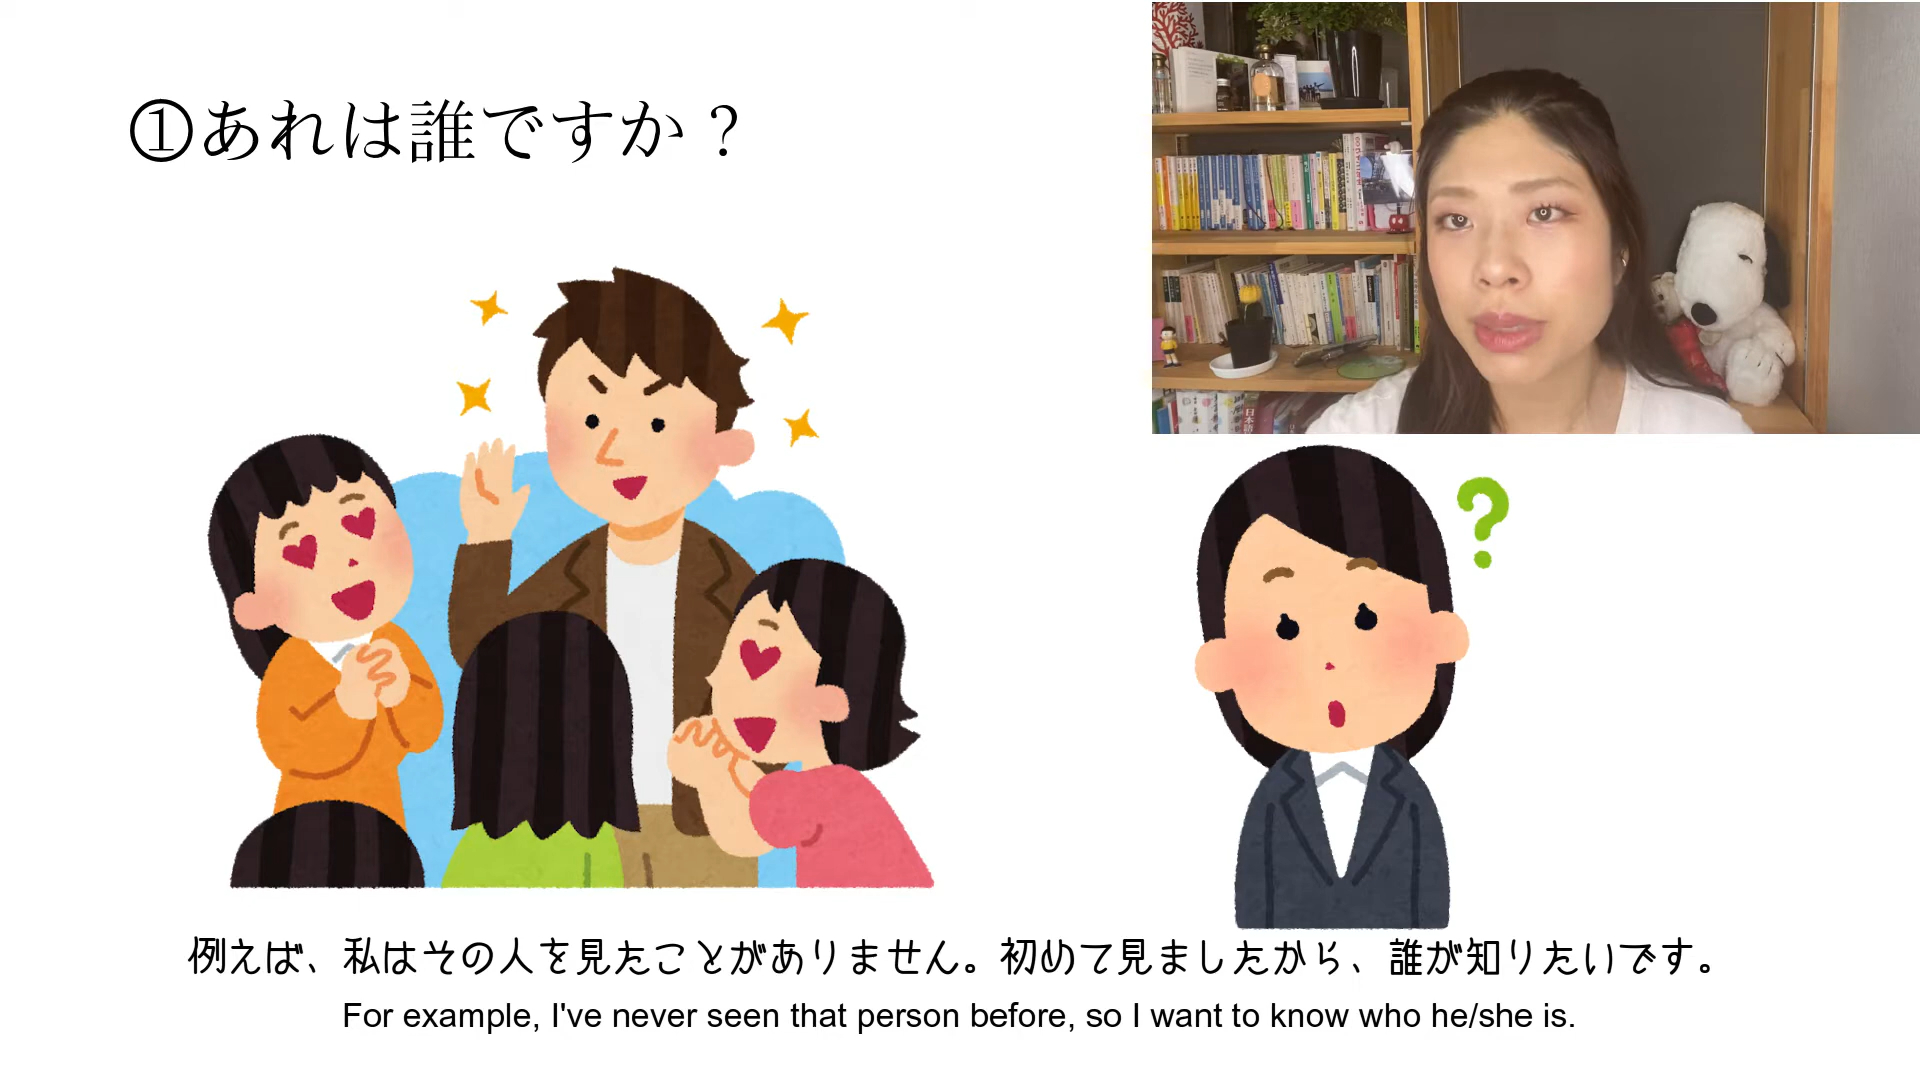 ①あれは誰ですか？
日本語
例えば、私はその人を見たことがありません。初めて見ましたから、誰が知りたいです。
For example, I've never seen that person before, so I want to know who he/she is.